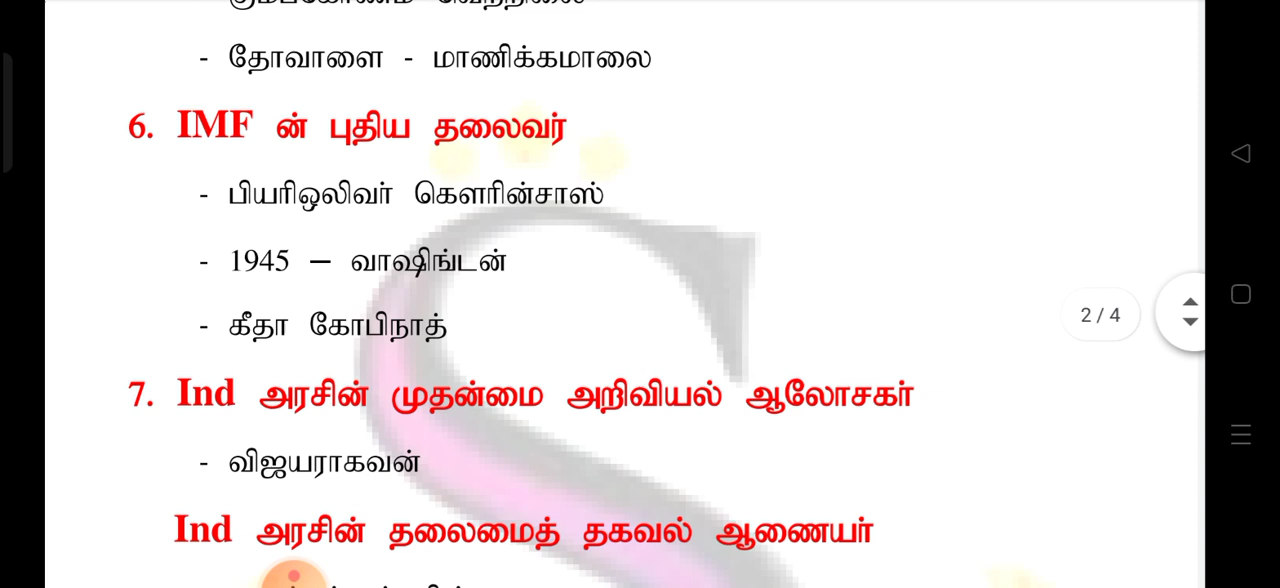 - தோவாளை - மாணிக்கமாலை
6. IMF ன் புதிய தலைவர்
- பியரிஒலிவர் கௌரின்சாஸ்
- 1945 – வாஷிங்டன்
- கீதா கோபிநாத்
2 / 4
7. Ind அரசின் முதன்மை அறிவியல் ஆலோசகர்
- விஜயராகவன்
Ind அரசின் தலைமைத் தகவல் ஆணையர்